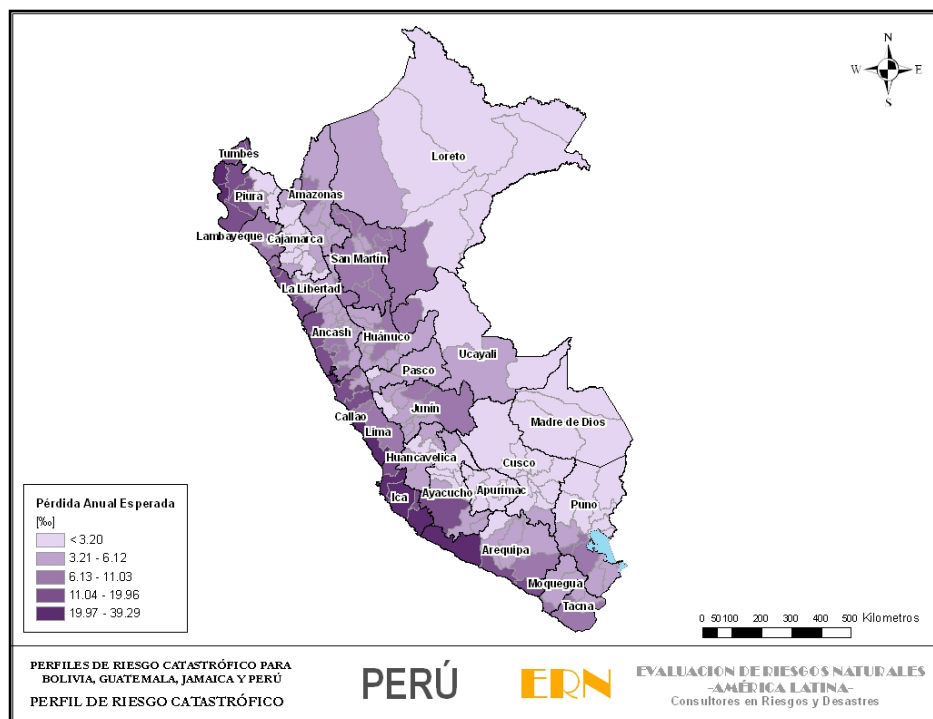 N
W E
S
Loreto
Tumbes
Piura
Amazonas
Lambayeque
Cajamarca
San Martín
La Libertad
Ancash
Huánuco
Ucayali
Pasco
Junín
Callao
Lima
Madre de Dios
Huancavelica
Cusco
Ica
Ayacucho
Apurímac
Puno
Arequipa
Moquegua
Tacna
Pérdida Anual Esperada
[‰]
< 3.20
3.21 - 6.12
6.13 - 11.03
11.04 - 19.96
19.97 - 39.29
0 50 100 200 300 400 500 Kilometros
PERFILES DE RIESGO CATASTRÓFICO PARA
BOLIVIA, GUATEMALA, JAMAICA Y PERÚ
PERFIL DE RIESGO CATASTRÓFICO
PERÚ
ERN
EVALUACION DE RIESGOS NATURALES
-AMÉRICA LATINA-
Consultores en Riesgos y Desastres